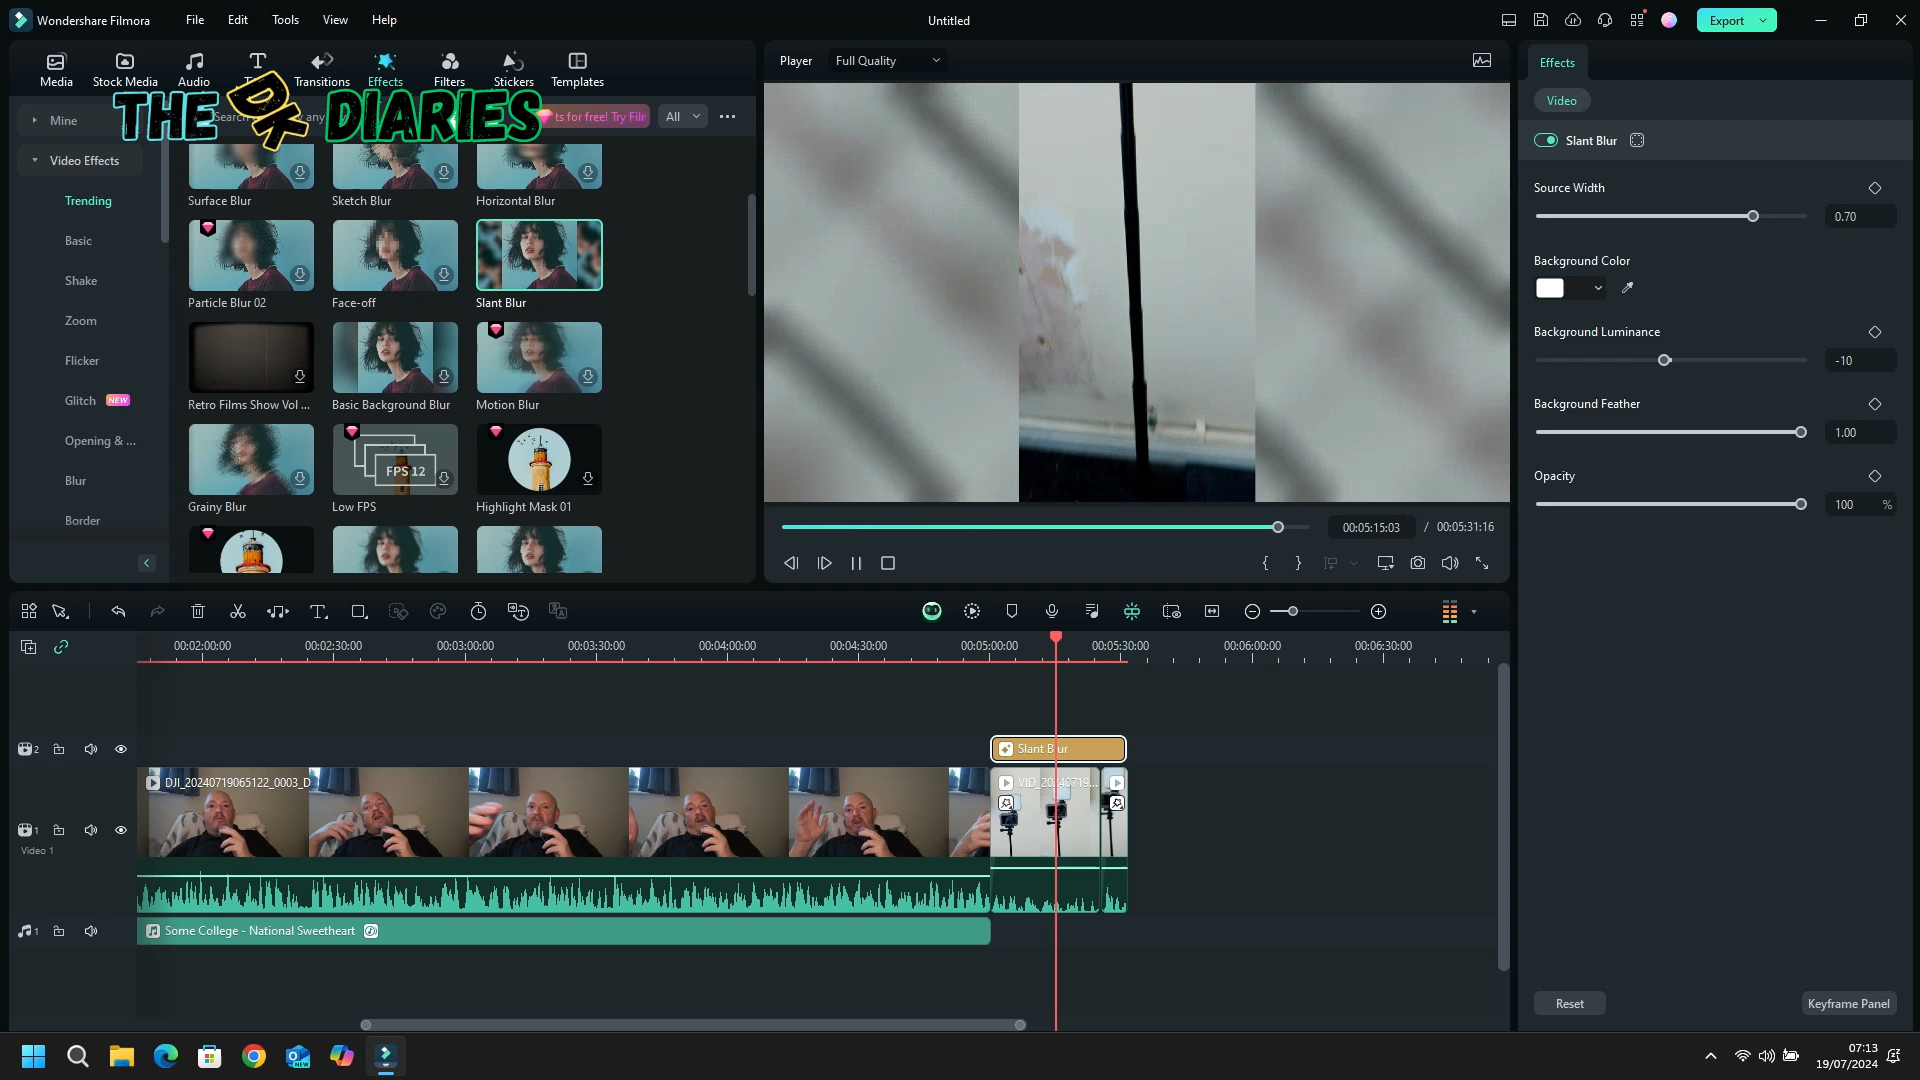 Wondershare Filmora
File
Edit
Tools
View
Help
Untitled
Export
Media
Stock Media
Audio
Transitions
Effects
Filters
Stickers
Templates
THE DK DIARIES
Search
ts for free! Try Filr
All
Mine
Video Effects
Trending
Basic
Shake
Zoom
Flicker
Glitch NEW
Opening & ...
Blur
Border
Surface Blur
Sketch Blur
Horizontal Blur
Particle Blur 02
Face-off
Slant Blur
Retro Films Show Vol ...
Basic Background Blur
Motion Blur
FPS 12
Grainy Blur
Low FPS
Highlight Mask 01
Player
Full Quality
00:05:15:03 / 00:05:31:16
Effects
Video
Slant Blur
Source Width
0.70
Background Color
Background Luminance
-10
Background Feather
1.00
Opacity
100 %
Reset
Keyframe Panel
00:02:00:00
00:02:30:00
00:03:00:00
00:03:30:00
00:04:00:00
00:04:30:00
00:05:00:00
00:05:30:00
00:06:00:00
00:06:30:00
2
Slant Blur
DJI_20240719065122_0003_D
VID_20240719...
1
Video 1
1
Some College - National Sweetheart
NEW
07:13
19/07/2024